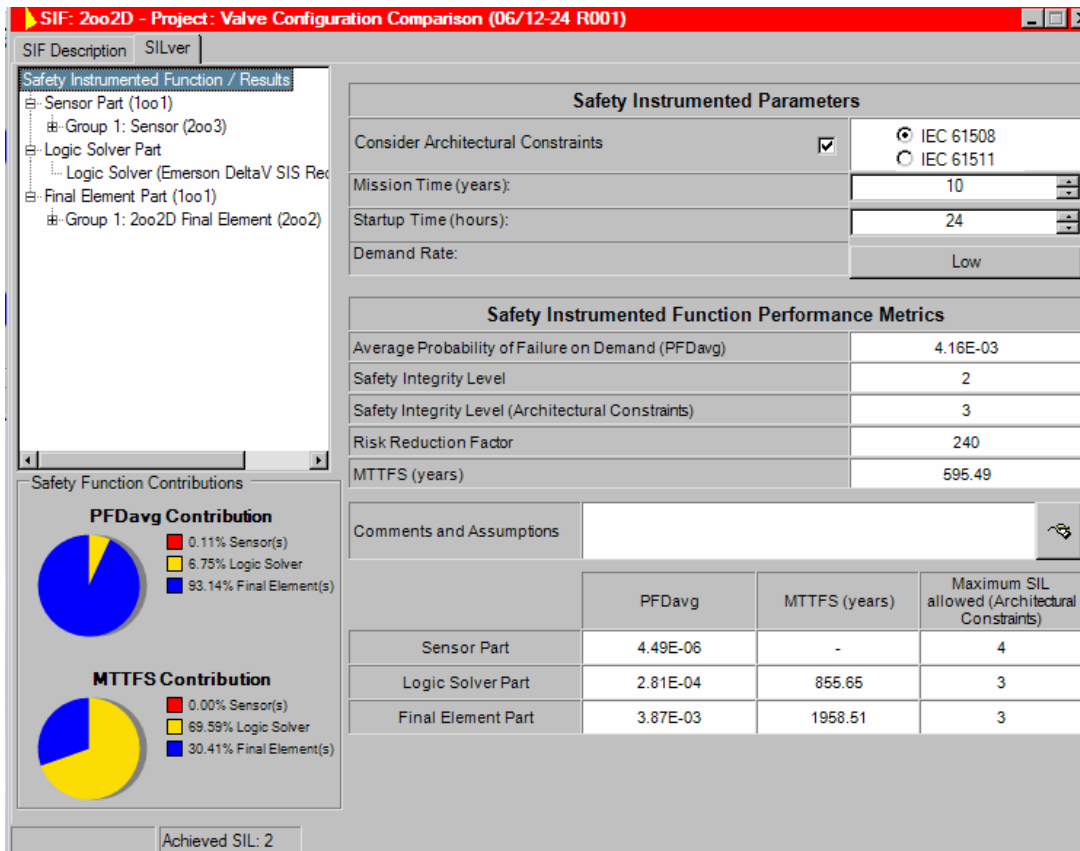 SIF: 2oo2D - Project: Valve Configuration Comparison (06/12-24 R001)
SIF Description
SILver
Safety Instrumented Function / Results
Sensor Part (1oo1)
Group 1: Sensor (2oo3)
Logic Solver Part
Logic Solver (Emerson DeltaV SIS Rec
Final Element Part (1oo1)
Group 1: 2oo2D Final Element (2oo2)
Safety Function Contributions
PFDavg Contribution
0.11% Sensor(s)
6.75% Logic Solver
93.14% Final Element(s)
MTTFS Contribution
0.00% Sensor(s)
69.59% Logic Solver
30.41% Final Element(s)
Safety Instrumented Parameters
Consider Architectural Constraints
IEC 61508
IEC 61511
Mission Time (years): 10
Startup Time (hours): 24
Demand Rate: Low
Safety Instrumented Function Performance Metrics
Average Probability of Failure on Demand (PFDavg) 4.16E-03
Safety Integrity Level 2
Safety Integrity Level (Architectural Constraints) 3
Risk Reduction Factor 240
MTTFS (years) 595.49
Comments and Assumptions
PFDavg MTTFS (years) Maximum SIL
allowed (Architectural
Constraints)
Sensor Part 4.49E-06 - 4
Logic Solver Part 2.81E-04 855.65 3
Final Element Part 3.87E-03 1958.51 3
Achieved SIL: 2